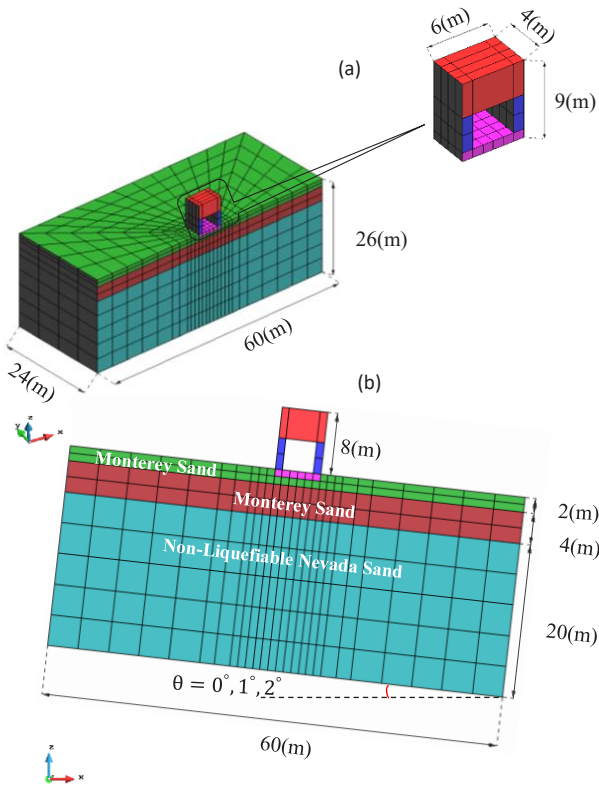 6(m)
4(m)
(a)
9(m)
26(m)
60(m)
24(m)
z
Y
x
(b)
8(m)
Monterey Sand
Monterey Sand
2(m)
4(m)
Non-Liquefiable Nevada Sand
20(m)
θ = 0°, 1°, 2°
60(m)
z
Y
x